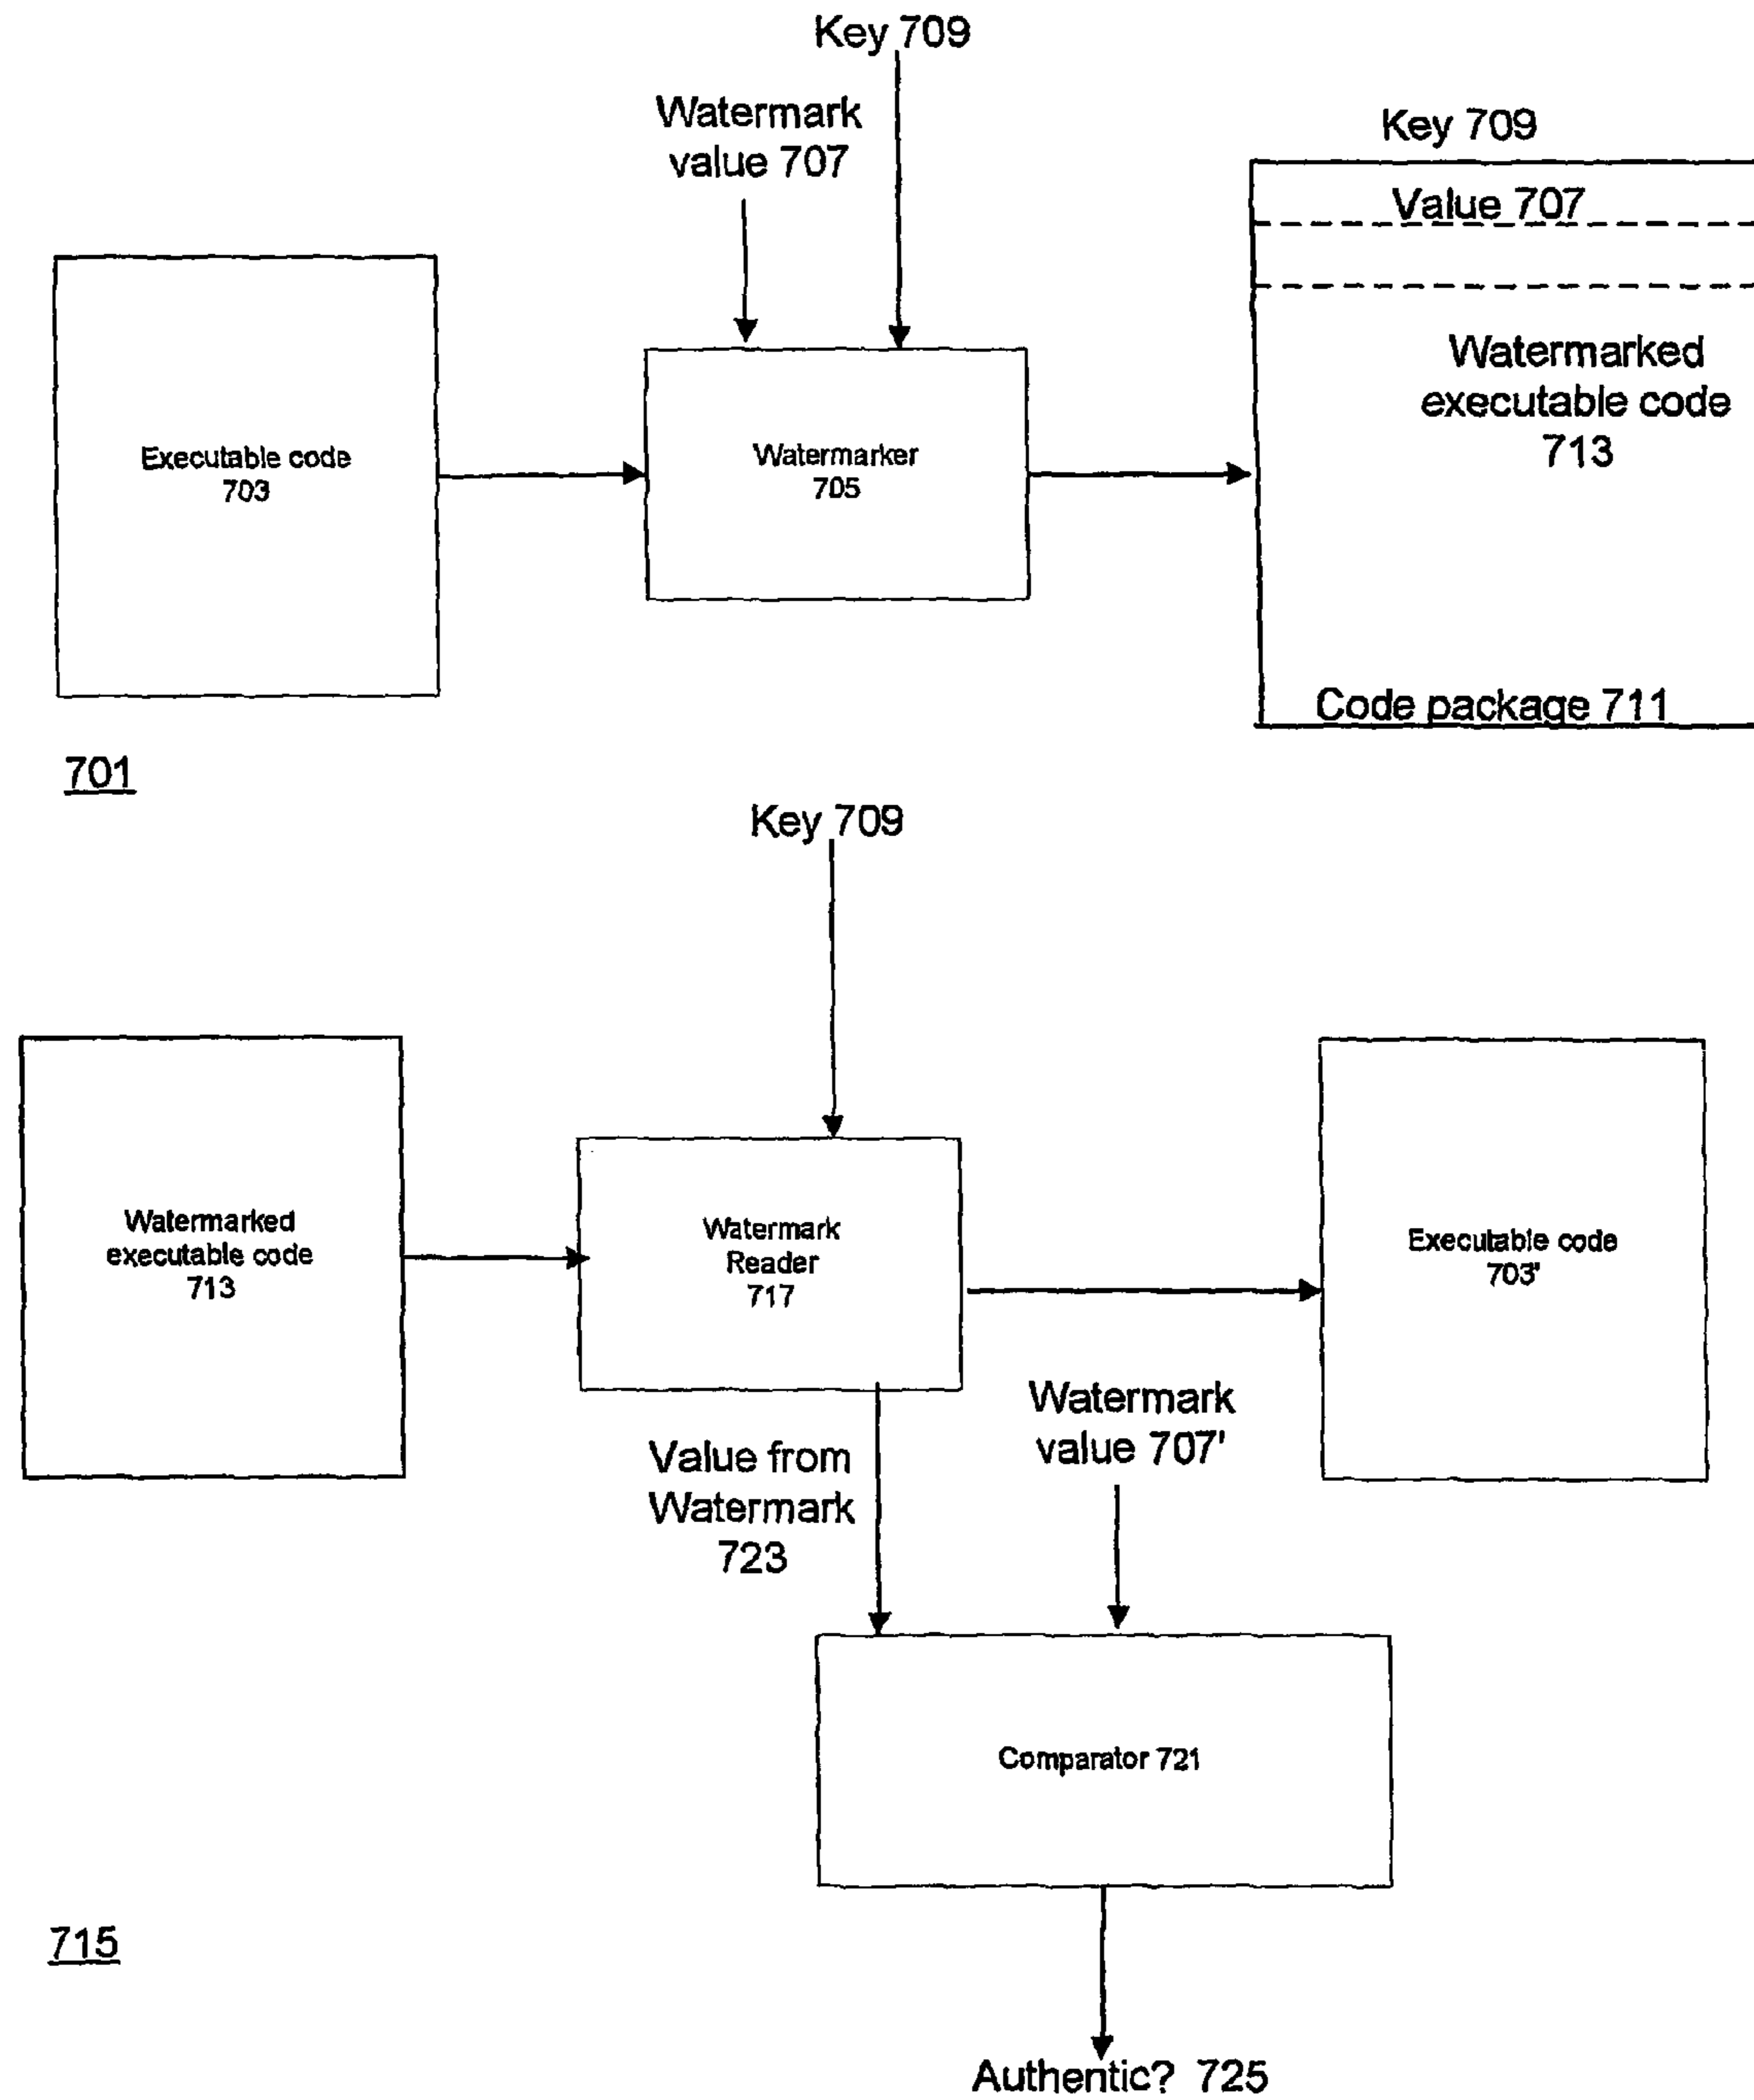 Key 709
Watermark
value 707
Key 709
Value 707
Executable code
703
Watermarker
705
Watermarked
executable code
713
Code package 711
701
Key 709
Watermarked
executable code
713
Watermark
Reader
717
Executable code
703'
Value from
Watermark
723
Watermark
value 707'
Comparator 721
715
Authentic? 725